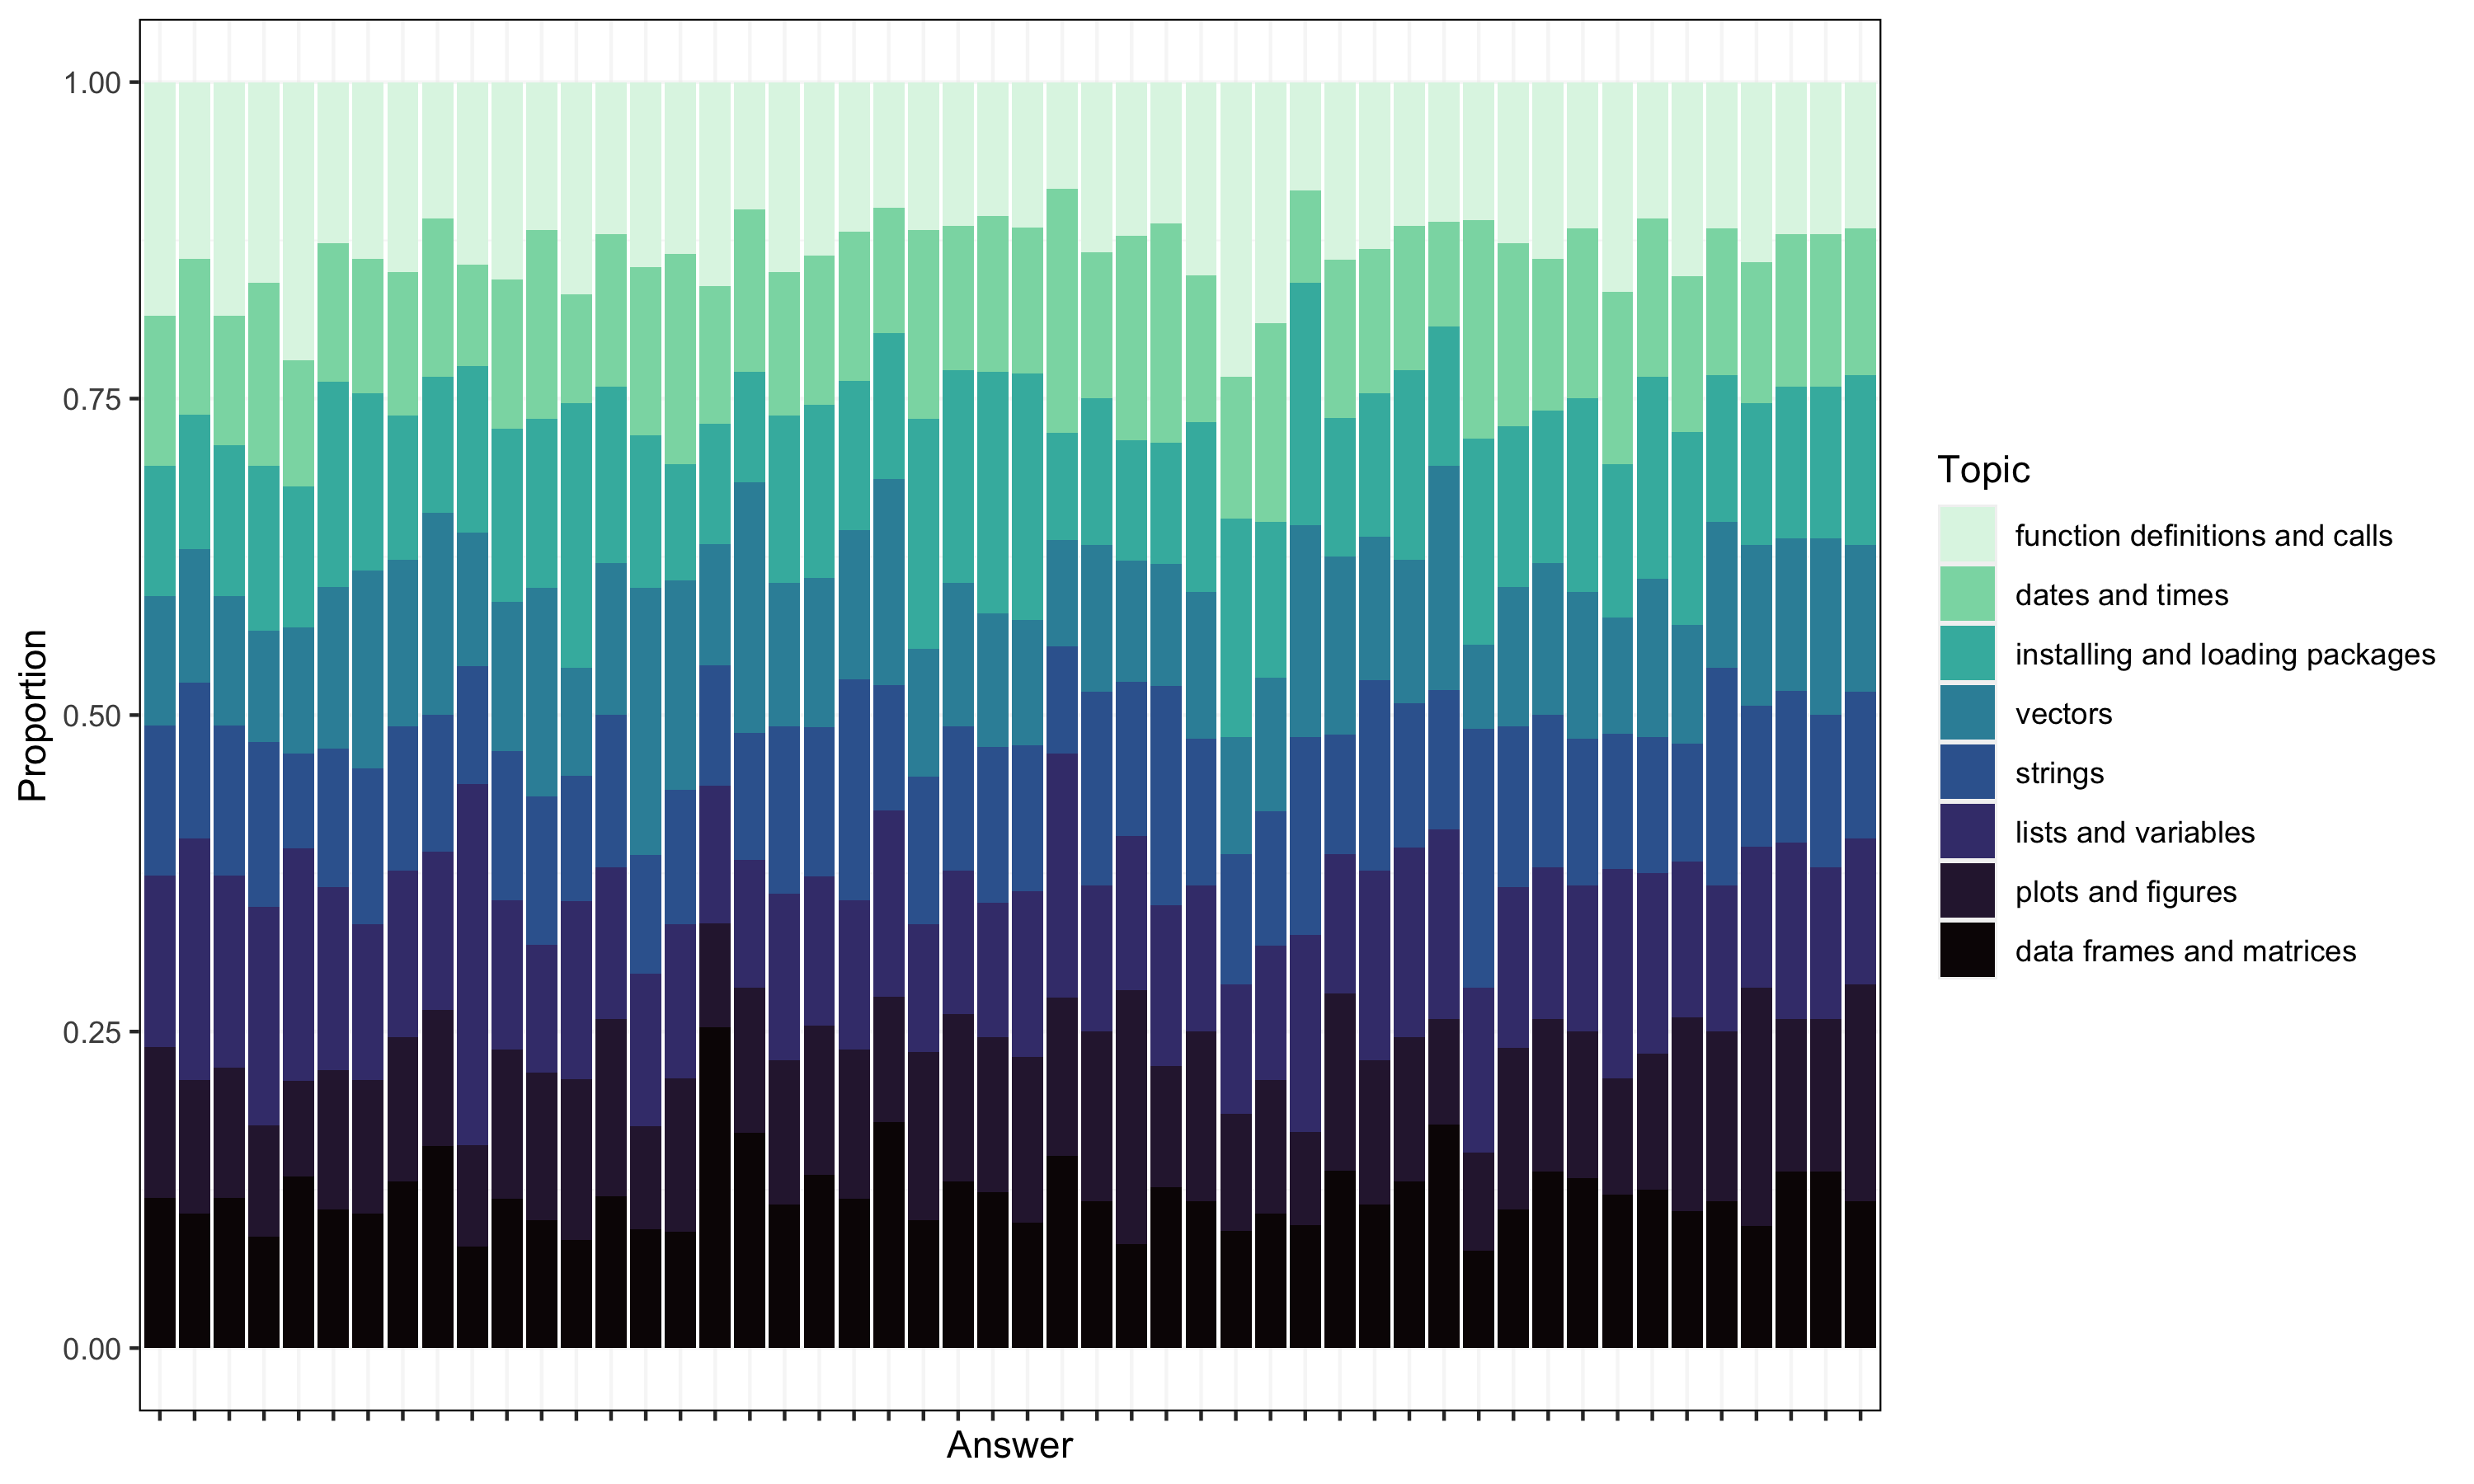 1.00
0.75
0.50
0.25
0.00
Proportion
Answer
Topic
function definitions and calls
dates and times
installing and loading packages
vectors
strings
lists and variables
plots and figures
data frames and matrices